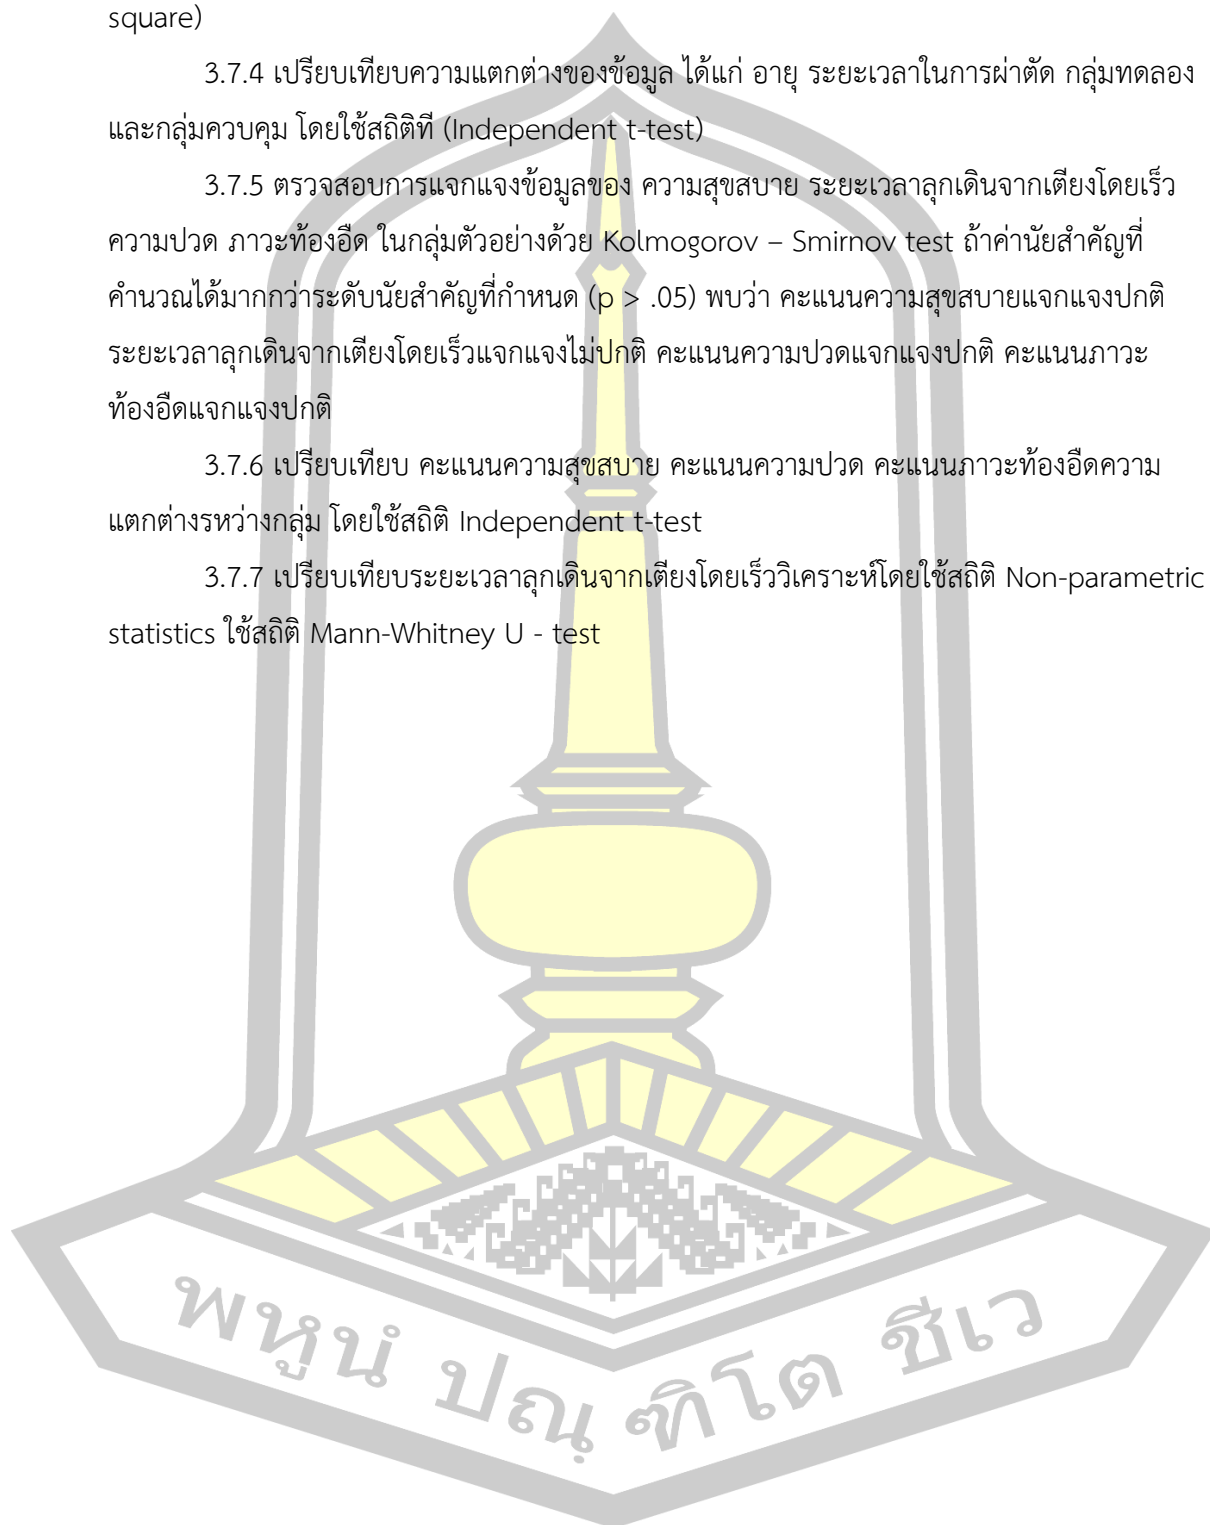 square)
3.7.4 เปรียบเทียบความแตกต่างของข้อมูล ได้แก่ อายุ ระยะเวลาในการผ่าตัด กลุ่มทดลอง
และกลุ่มควบคุม โดยใช้สถิติที (Independent t-test)
3.7.5 ตรวจสอบการแจกแจงข้อมูลของ ความสุขสบาย ระยะเวลาลุกเดินจากเตียงโดยเร็ว
ความปวด ภาวะท้องอืด ในกลุ่มตัวอย่างด้วย Kolmogorov – Smirnov test ถ้าค่านัยสำคัญที่
คำนวณได้มากกว่าระดับนัยสำคัญที่กำหนด (p > .05) พบว่า คะแนนความสุขสบายแจกแจงปกติ
ระยะเวลาลุกเดินจากเตียงโดยเร็วแจกแจงไม่ปกติ คะแนนความปวดแจกแจงปกติ คะแนนภาวะ
ท้องอืดแจกแจงปกติ
3.7.6 เปรียบเทียบ คะแนนความสุขสบาย คะแนนความปวด คะแนนภาวะท้องอืดความ
แตกต่างรหว่างกลุ่ม โดยใช้สถิติ Independent t-test
3.7.7 เปรียบเทียบระยะเวลาลุกเดินจากเตียงโดยเร็ววิเคราะห์โดยใช้สถิติ Non-parametric
statistics ใช้สถิติ Mann-Whitney U - test
พหูนํ ปณฺ ฑิโต ชีเว